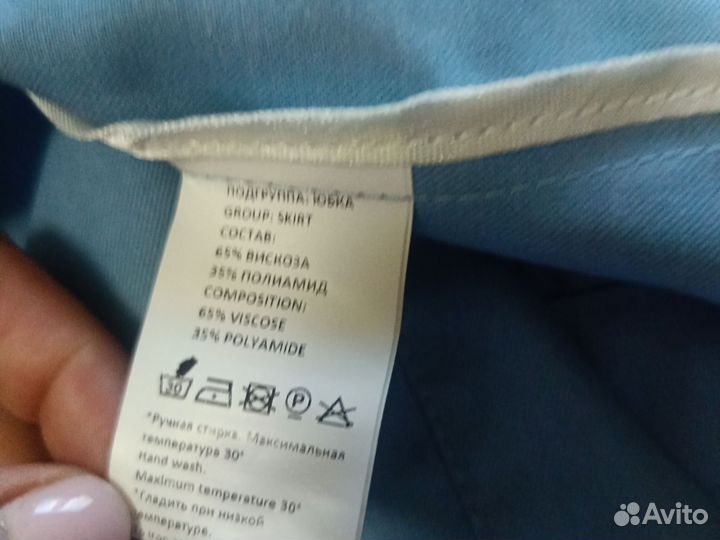 ПОДГРУППА: ЮБКА
GROUP: SKIRT
СОСТАВ:
65% ВИСКОЗА
35% ПОЛИАМИД
COMPOSITION:
65% VISCOSE
35% POLYAMIDE
30
P
*Ручная стирка. Максимальная
температура 30°
Hand wash.
Maximum temperature 30°
*Гладить при низкой
температуре.
Avito